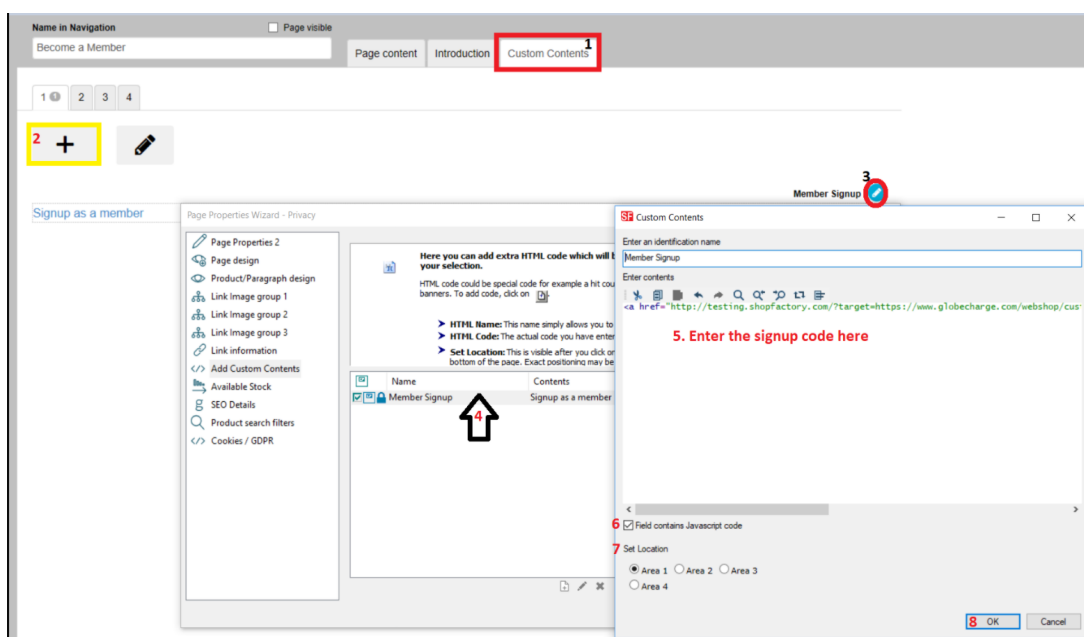 Name in Navigation
Page visible
Become a Member
Page content
Introduction
Custom Contents
1
1
2
3
4
2
+
3
Member Signup
Signup as a member
Page Properties Wizard - Privacy
Page Properties 2
Page design
Product/Paragraph design
Link Image group 1
Link Image group 2
Link Image group 3
Link information
</> Add Custom Contents
Available Stock
SEO Details
Product search filters
</> Cookies / GDPR
Here you can add extra HTML code which will b
your selection.
HTML code could be special code for example a hit cou
banners. To add code, click on
HTML Name: This name simply allows you to
HTML Code: The actual code you have enter
Set Location: This is visible after you click or
bottom of the page. Exact positioning may be
Name
Contents
Member Signup
Signup as a member
4
SF Custom Contents
Enter an identification name
Member Signup
Enter contents
<a href="http://testing.shopfactory.com/?target=https://www.globecharge.com/webshop/cus
5. Enter the signup code here
6 Field contains Javascript code
7 Set Location
Area 1 Area 2 Area 3
Area 4
8 OK
Cancel